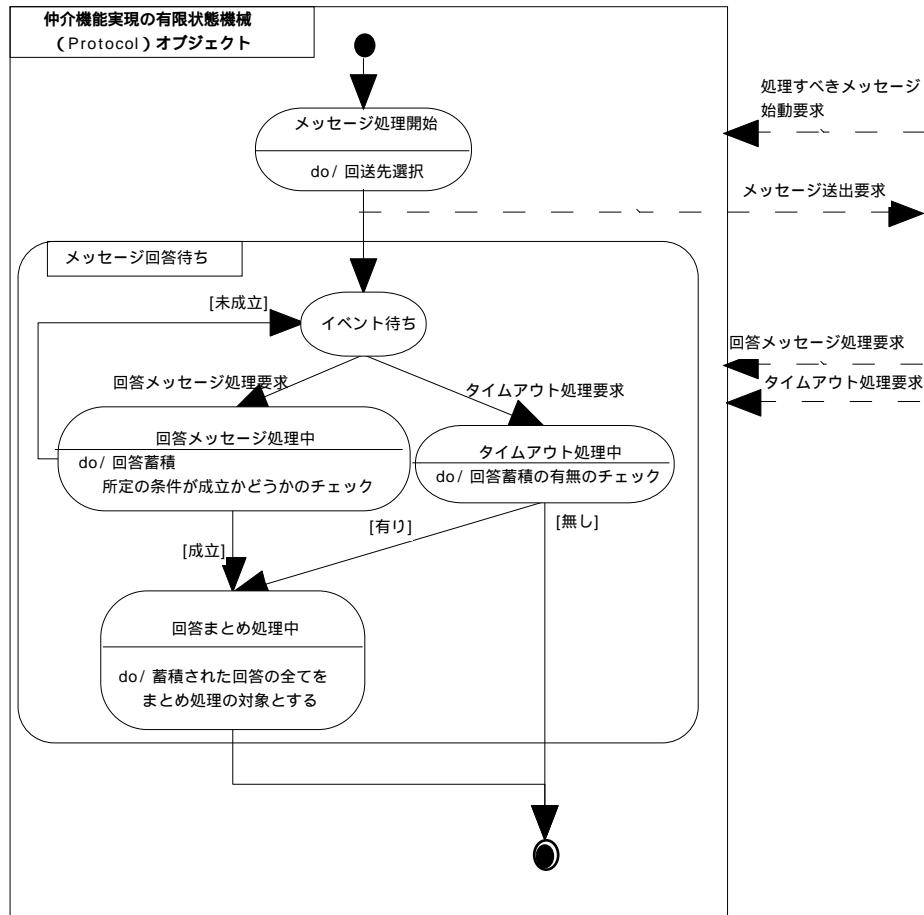 仲介機能実現の有限状態機械
（Protocol）オブジェクト
処理すべきメッセージ
始動要求
メッセージ処理開始
do/ 回送先選択
メッセージ送出要求
メッセージ回答待ち
[未成立]
イベント待ち
回答メッセージ処理要求
タイムアウト処理要求
回答メッセージ処理要求
タイムアウト処理要求
回答メッセージ処理中
do/ 回答蓄積
所定の条件が成立かどうかのチェック
タイムアウト処理中
do/ 回答蓄積の有無のチェック
[成立]
[有り]
[無し]
回答まとめ処理中
do/ 蓄積された回答の全てを
まとめ処理の対象とする